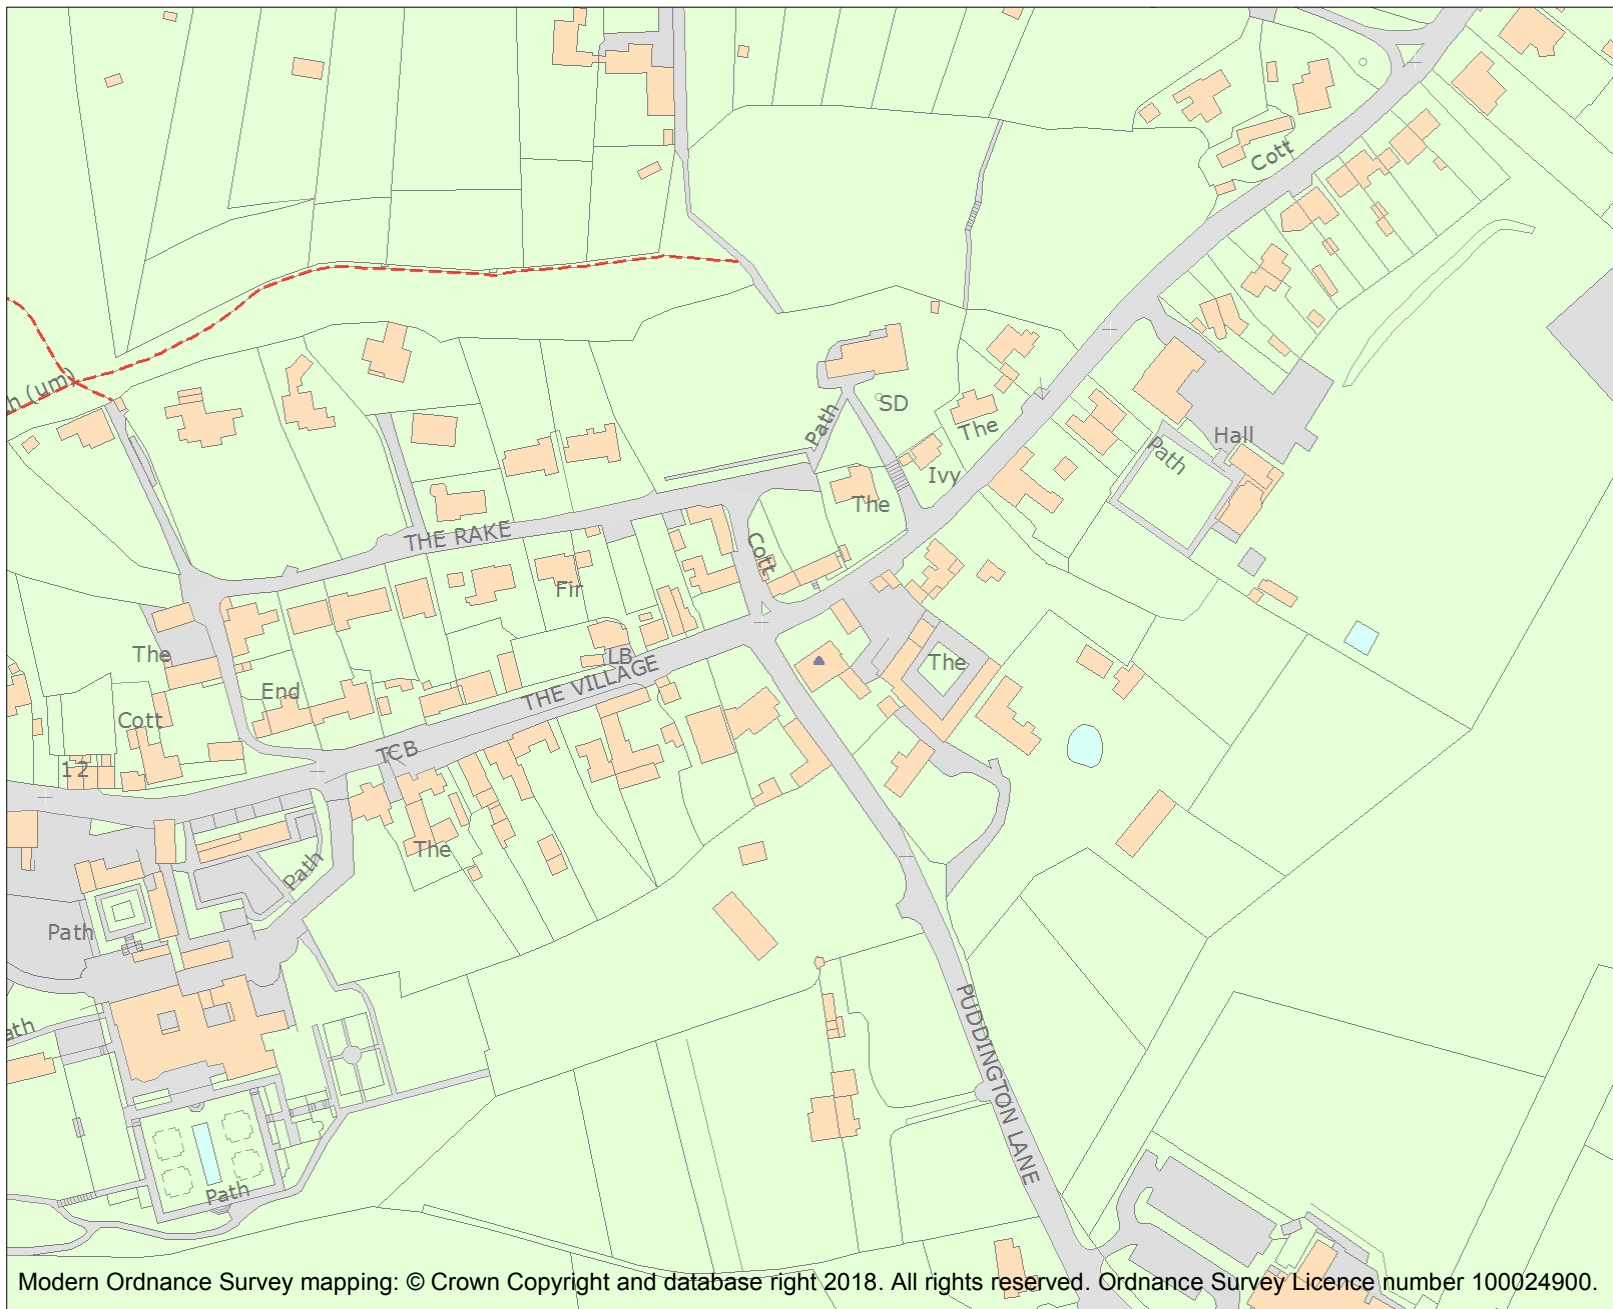 Cott
h (um)
Path
SD
The
Hall
Path
Ivy
The
THE RAKE
Cott
Fir
The
LB
The
THE VILLAGE
End
Cott
TCB
12
The
Path
Path
PUDDINGTON LANE
ath
Path
Modern Ordnance Survey mapping: © Crown Copyright and database right 2018. All rights reserved. Ordnance Survey Licence number 100024900.